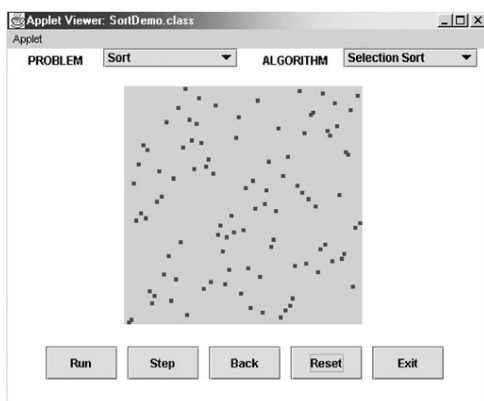 Applet Viewer: SortDemo.class
Applet
PROBLEM Sort ALGORITHM Selection Sort
Run Step Back Reset Exit